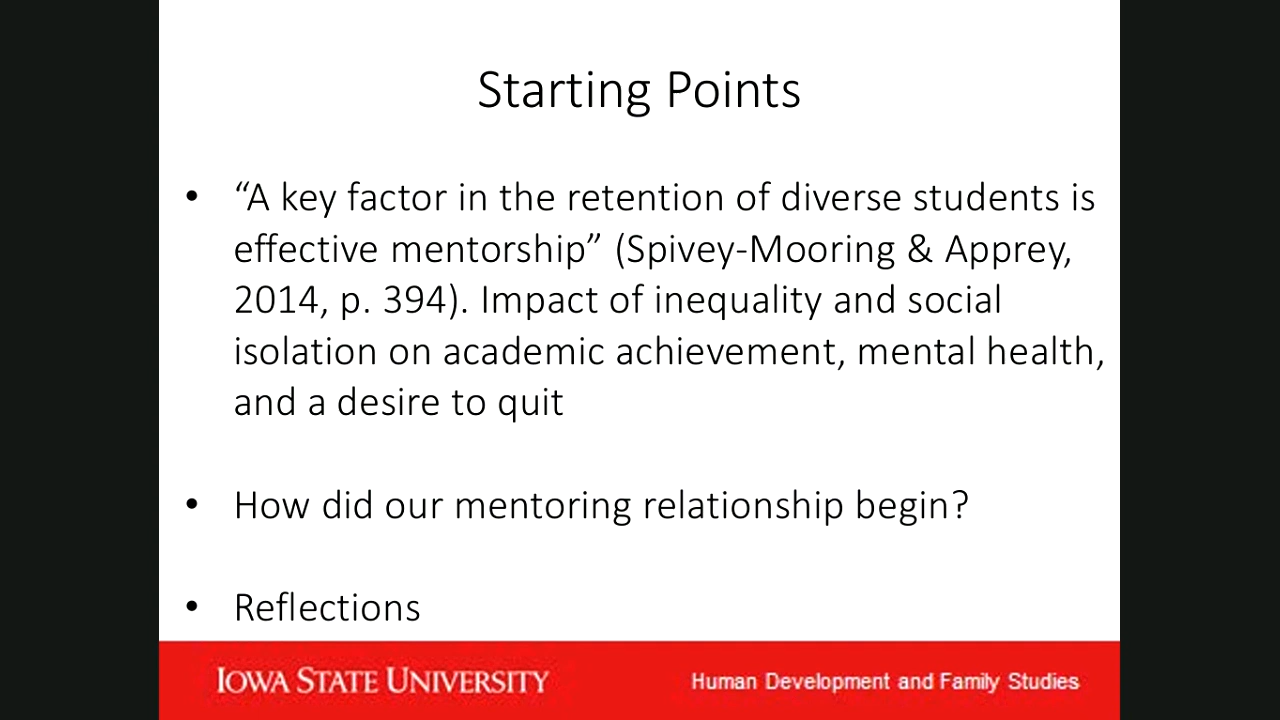 Starting Points
• “A key factor in the retention of diverse students is
effective mentorship” (Spivey-Mooring & Apprey,
2014, p. 394). Impact of inequality and social
isolation on academic achievement, mental health,
and a desire to quit
• How did our mentoring relationship begin?
• Reflections
IOWA STATE UNIVERSITY
Human Development and Family Studies